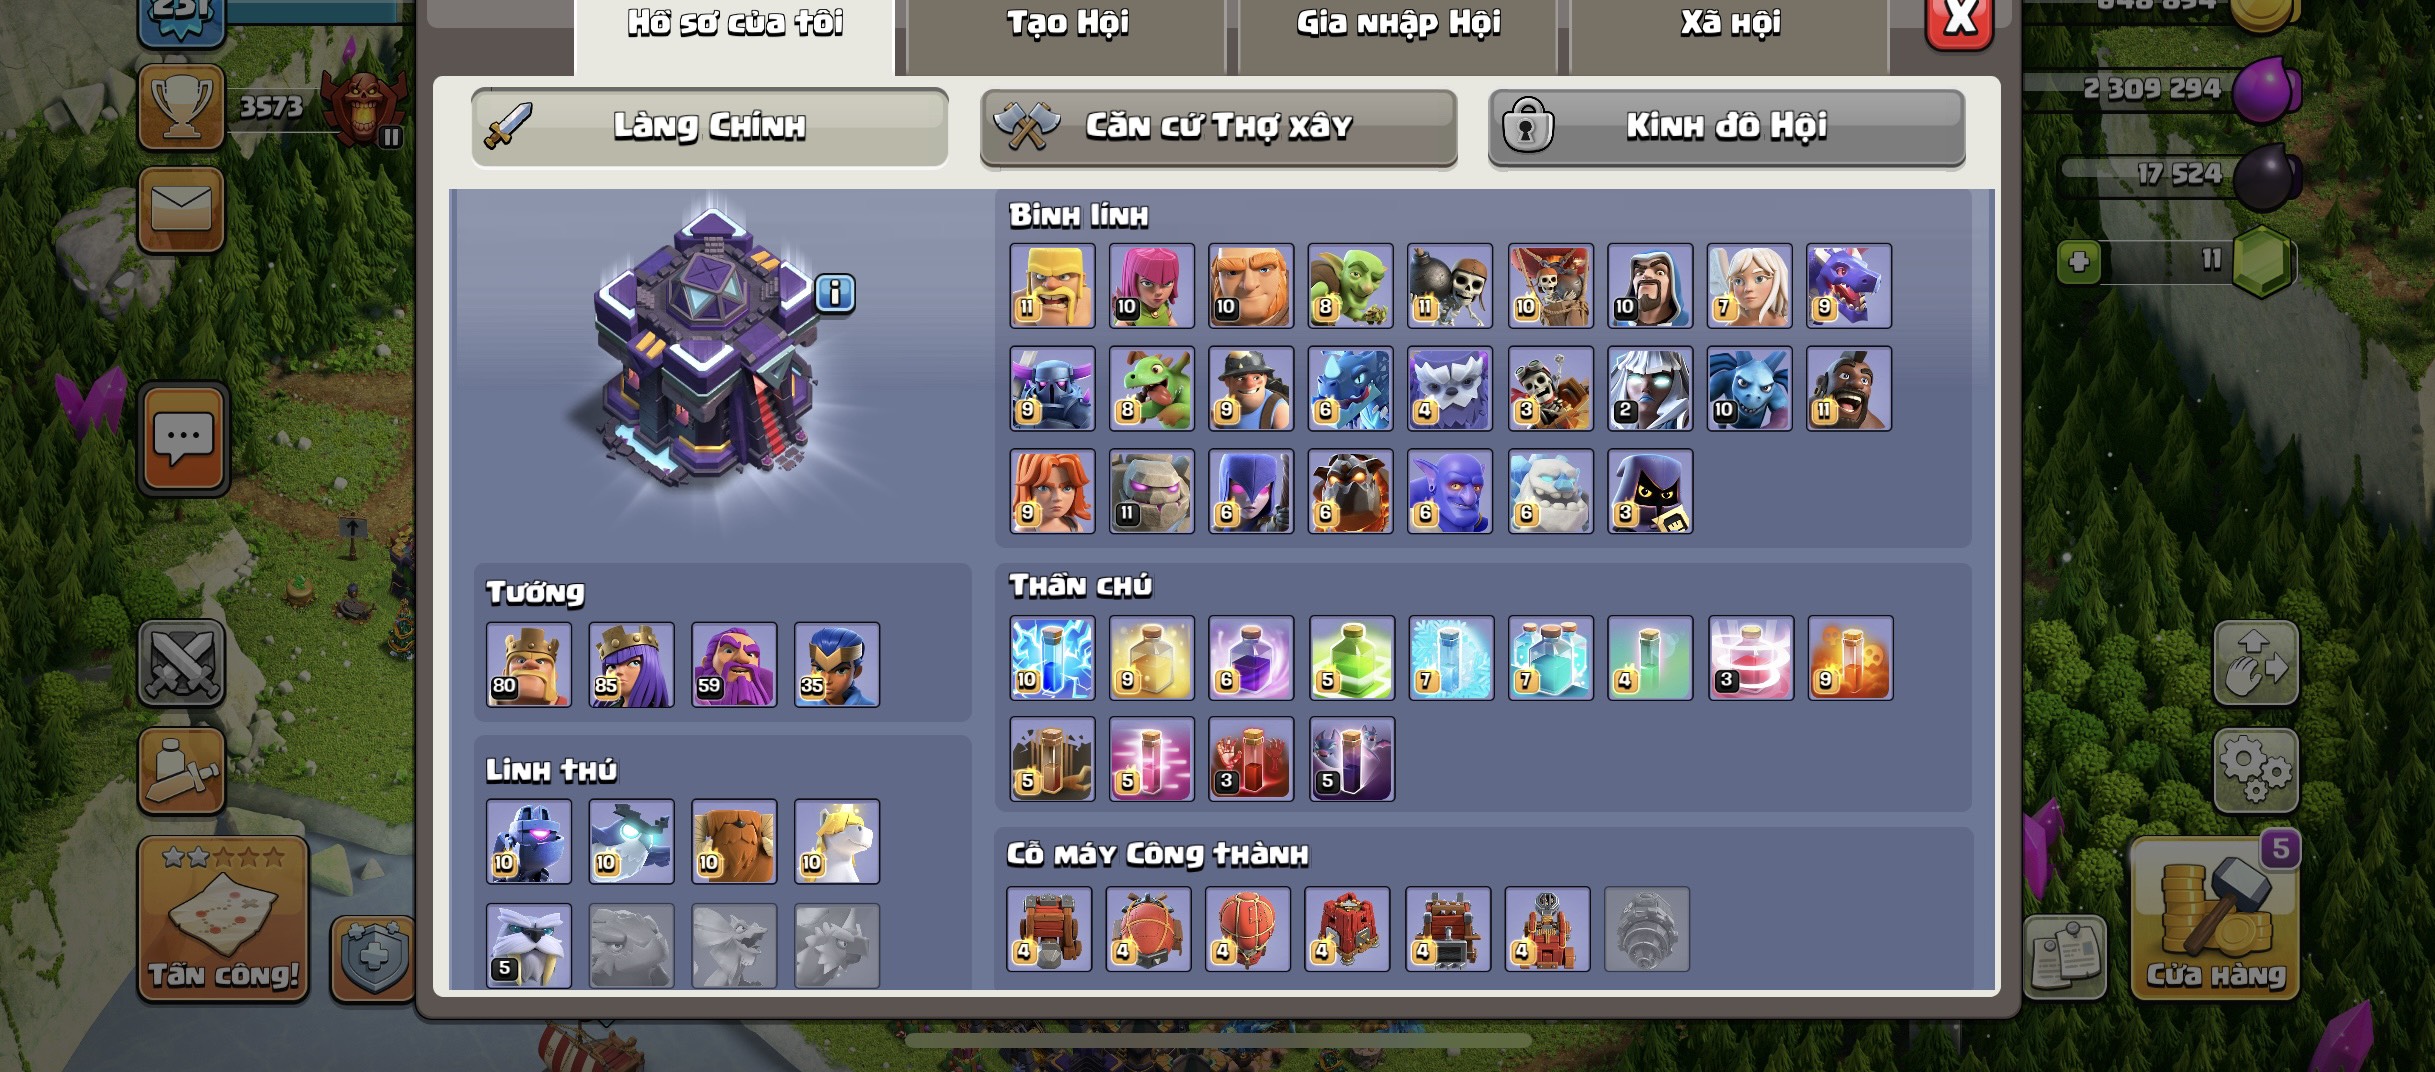 231
Hồ sơ của tôi
Tạo Hội
Gia nhập Hội
Xã hội
X
3573
Làng Chính
Căn cứ Thợ xây
Kinh đô Hội
848 894
2 309 294
17 524
11
i
Binh lính
11 10 10 8 11 10 10 7 9
9 8 9 6 4 3 2 10 11
9 11 6 6 6 6 3
Tướng
80 85 59 35
Thần chú
10 9 6 5 7 7 4 3 9
5 5 3 5
Linh thú
10 10 10 10
5
Cỗ máy Công thành
4 4 4 4 4 4
Tấn công!
5
Cửa hàng